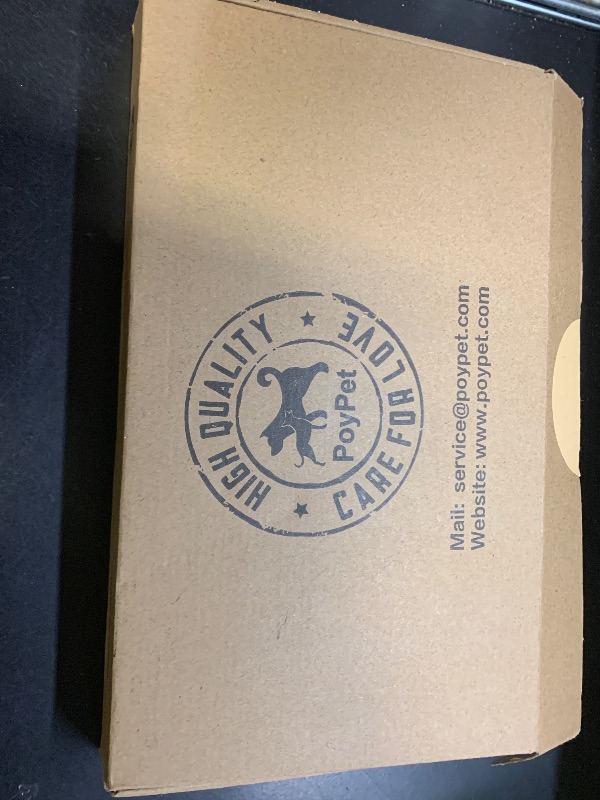 HIGH QUALITY
PoyPet
CARE FOR LOVE
Mail: service@poypet.com
Website: www.poypet.com